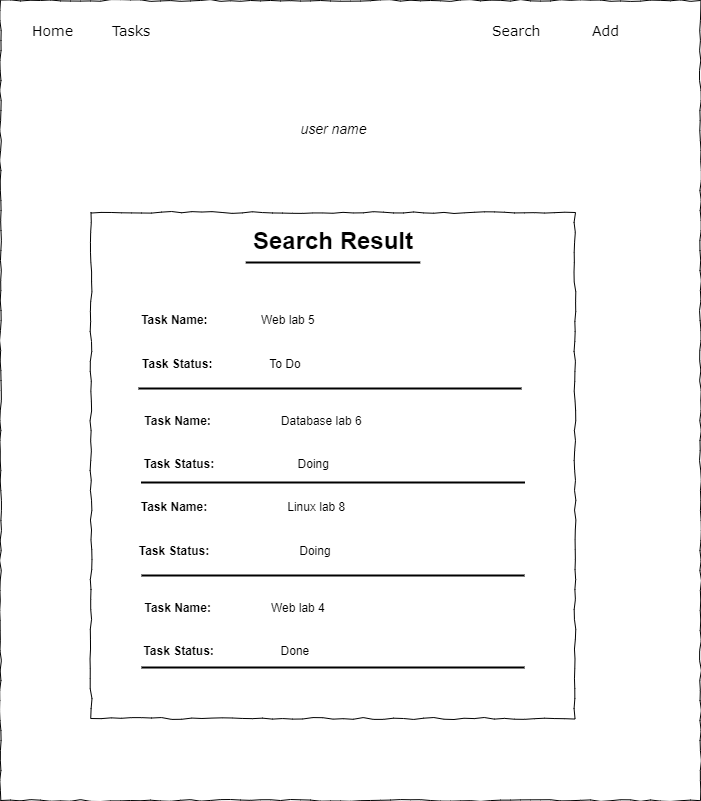 Home Tasks Search Add
user name
Search Result
Task Name: Web lab 5
Task Status: To Do
Task Name: Database lab 6
Task Status: Doing
Task Name: Linux lab 8
Task Status: Doing
Task Name: Web lab 4
Task Status: Done